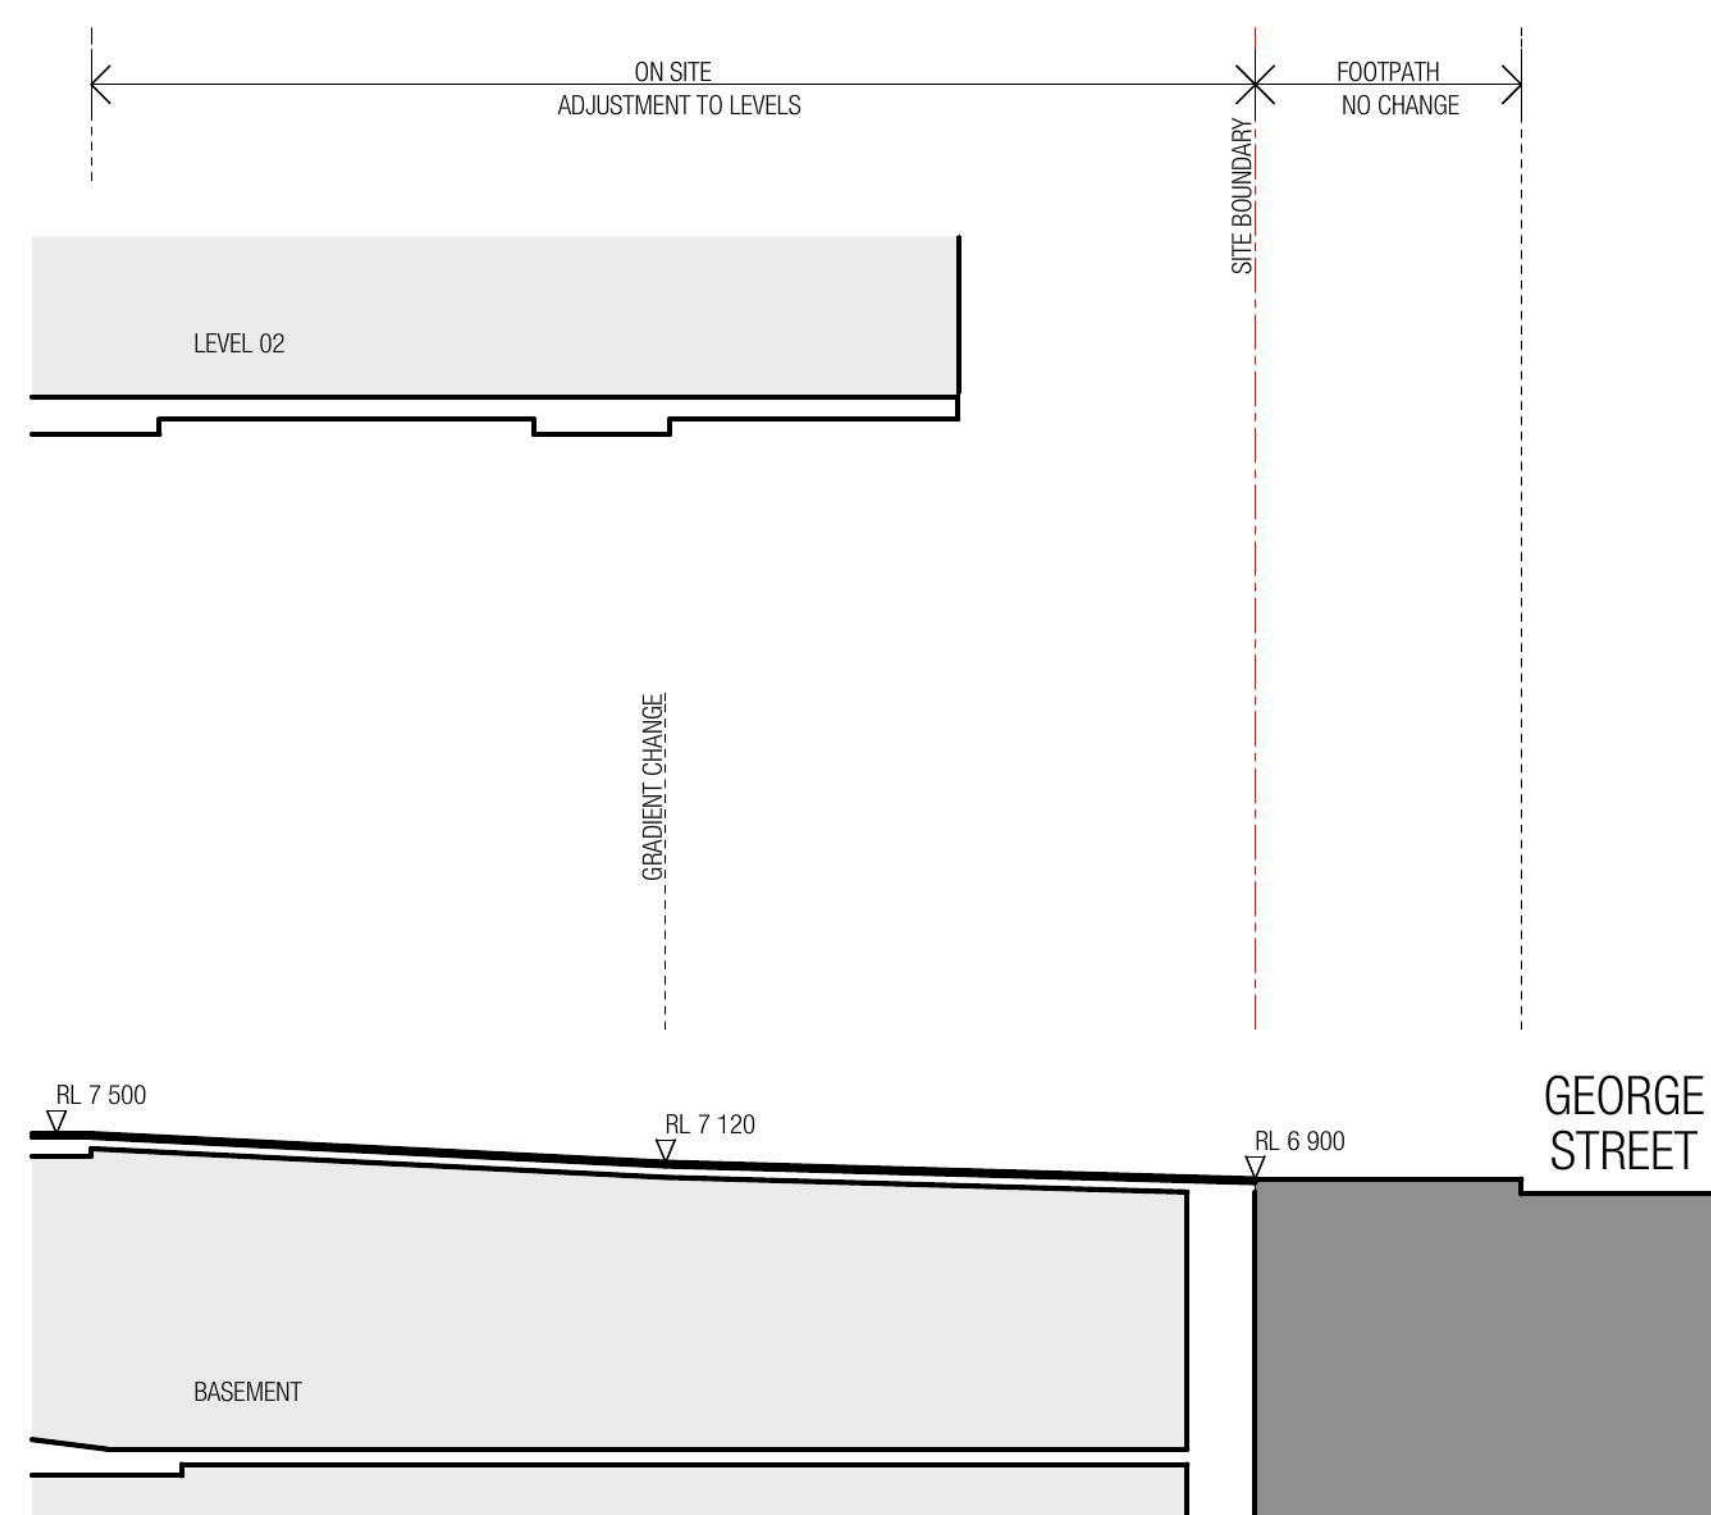 ON SITE
ADJUSTMENT TO LEVELS
FOOTPATH
NO CHANGE
SITE BOUNDARY
LEVEL 02
GRADIENT CHANGE
RL 7 500
RL 7 120
RL 6 900
GEORGE
STREET
BASEMENT